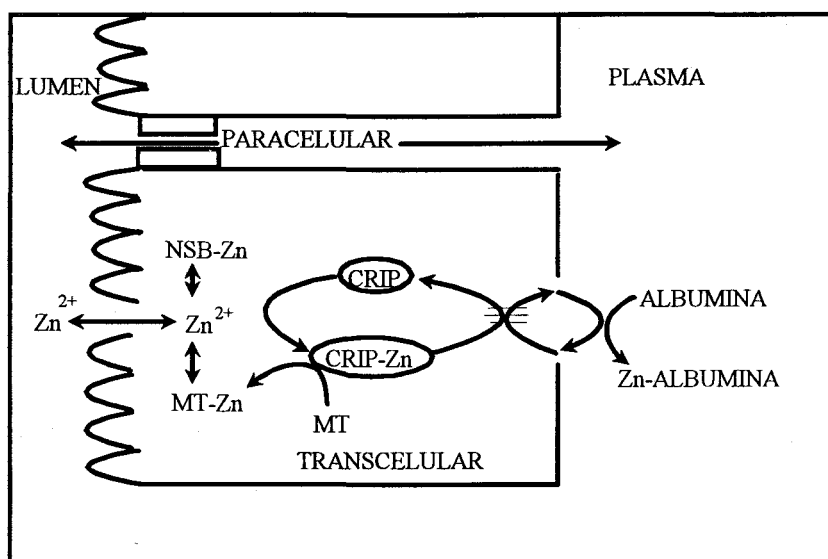 LUMEN
PLASMA
PARACELULAR
NSB-Zn
CRIP
Zn2+
Zn2+
ALBUMINA
CRIP-Zn
Zn-ALBUMINA
MT-Zn
MT
TRANSCELULAR